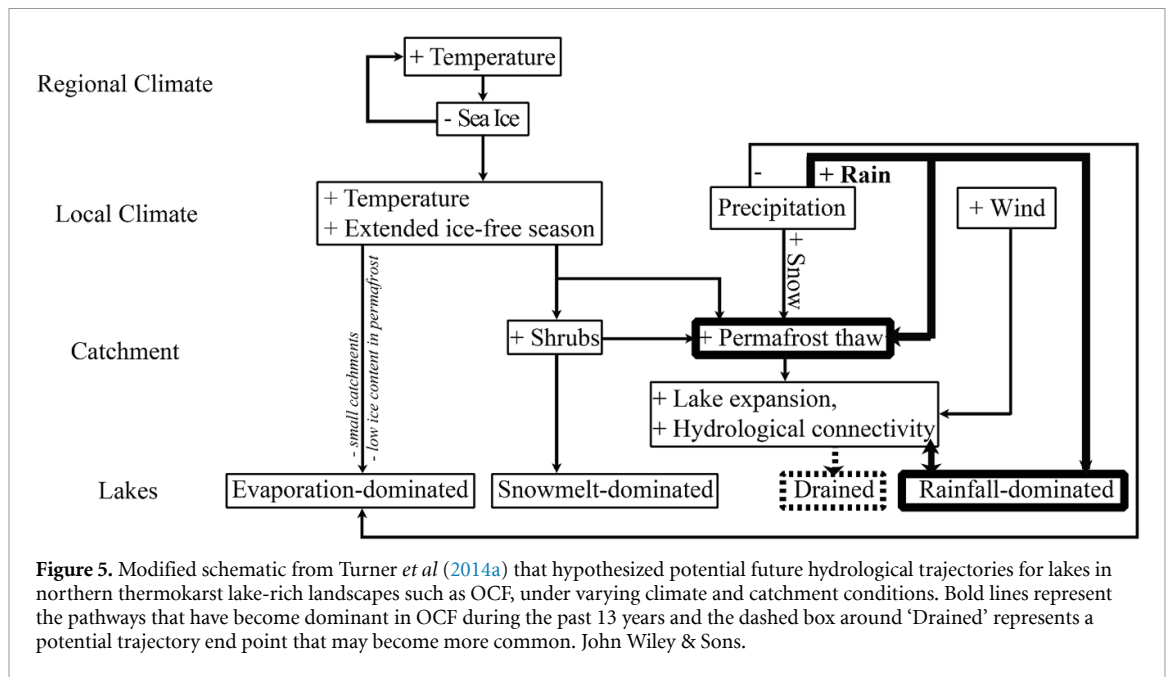 Regional Climate
+ Temperature
- Sea Ice
Local Climate
+ Temperature
+ Extended ice-free season
-
+ Rain
Precipitation
+ Snow
+ Wind
- small catchments
- low ice content in permafrost
Catchment
+ Shrubs
+ Permafrost thaw
+ Lake expansion,
+ Hydrological connectivity
Lakes
Evaporation-dominated
Snowmelt-dominated
Drained
Rainfall-dominated
Figure 5. Modified schematic from Turner et al (2014a) that hypothesized potential future hydrological trajectories for lakes in
northern thermokarst lake-rich landscapes such as OCF, under varying climate and catchment conditions. Bold lines represent
the pathways that have become dominant in OCF during the past 13 years and the dashed box around ‘Drained’ represents a
potential trajectory end point that may become more common. John Wiley & Sons.